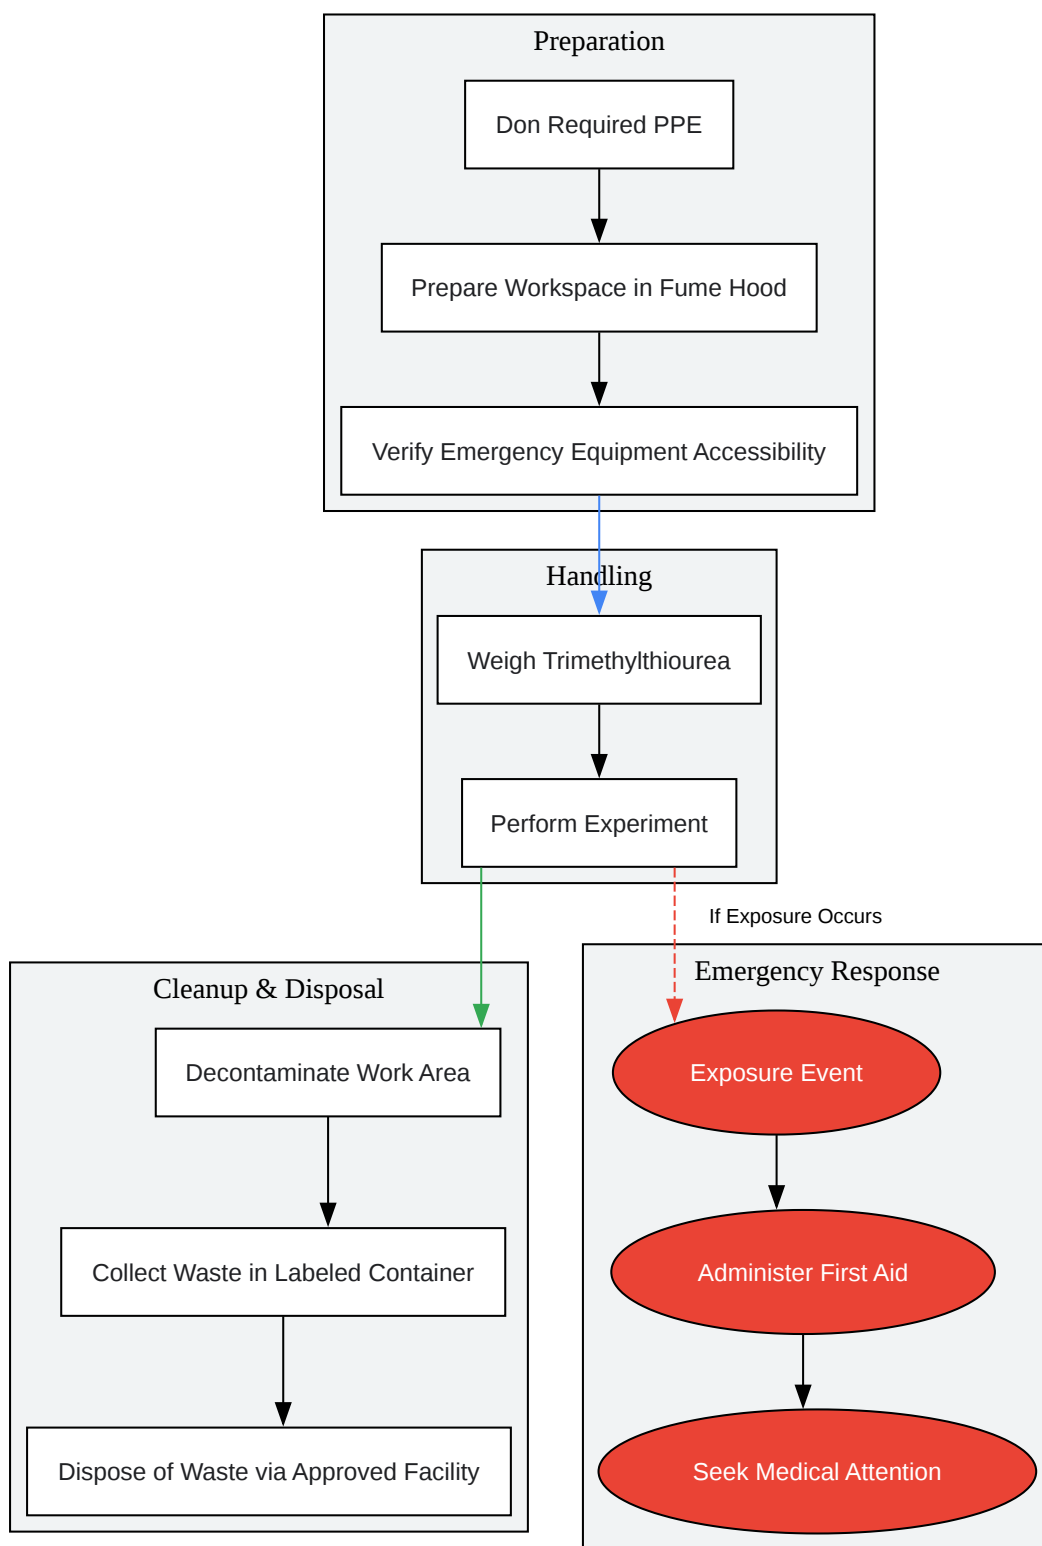 Preparation
Don Required PPE
Prepare Workspace in Fume Hood
Verify Emergency Equipment Accessibility
Handling
Weigh Trimethylthiourea
Perform Experiment
If Exposure Occurs
Cleanup & Disposal
Decontaminate Work Area
Collect Waste in Labeled Container
Dispose of Waste via Approved Facility
Emergency Response
Exposure Event
Administer First Aid
Seek Medical Attention